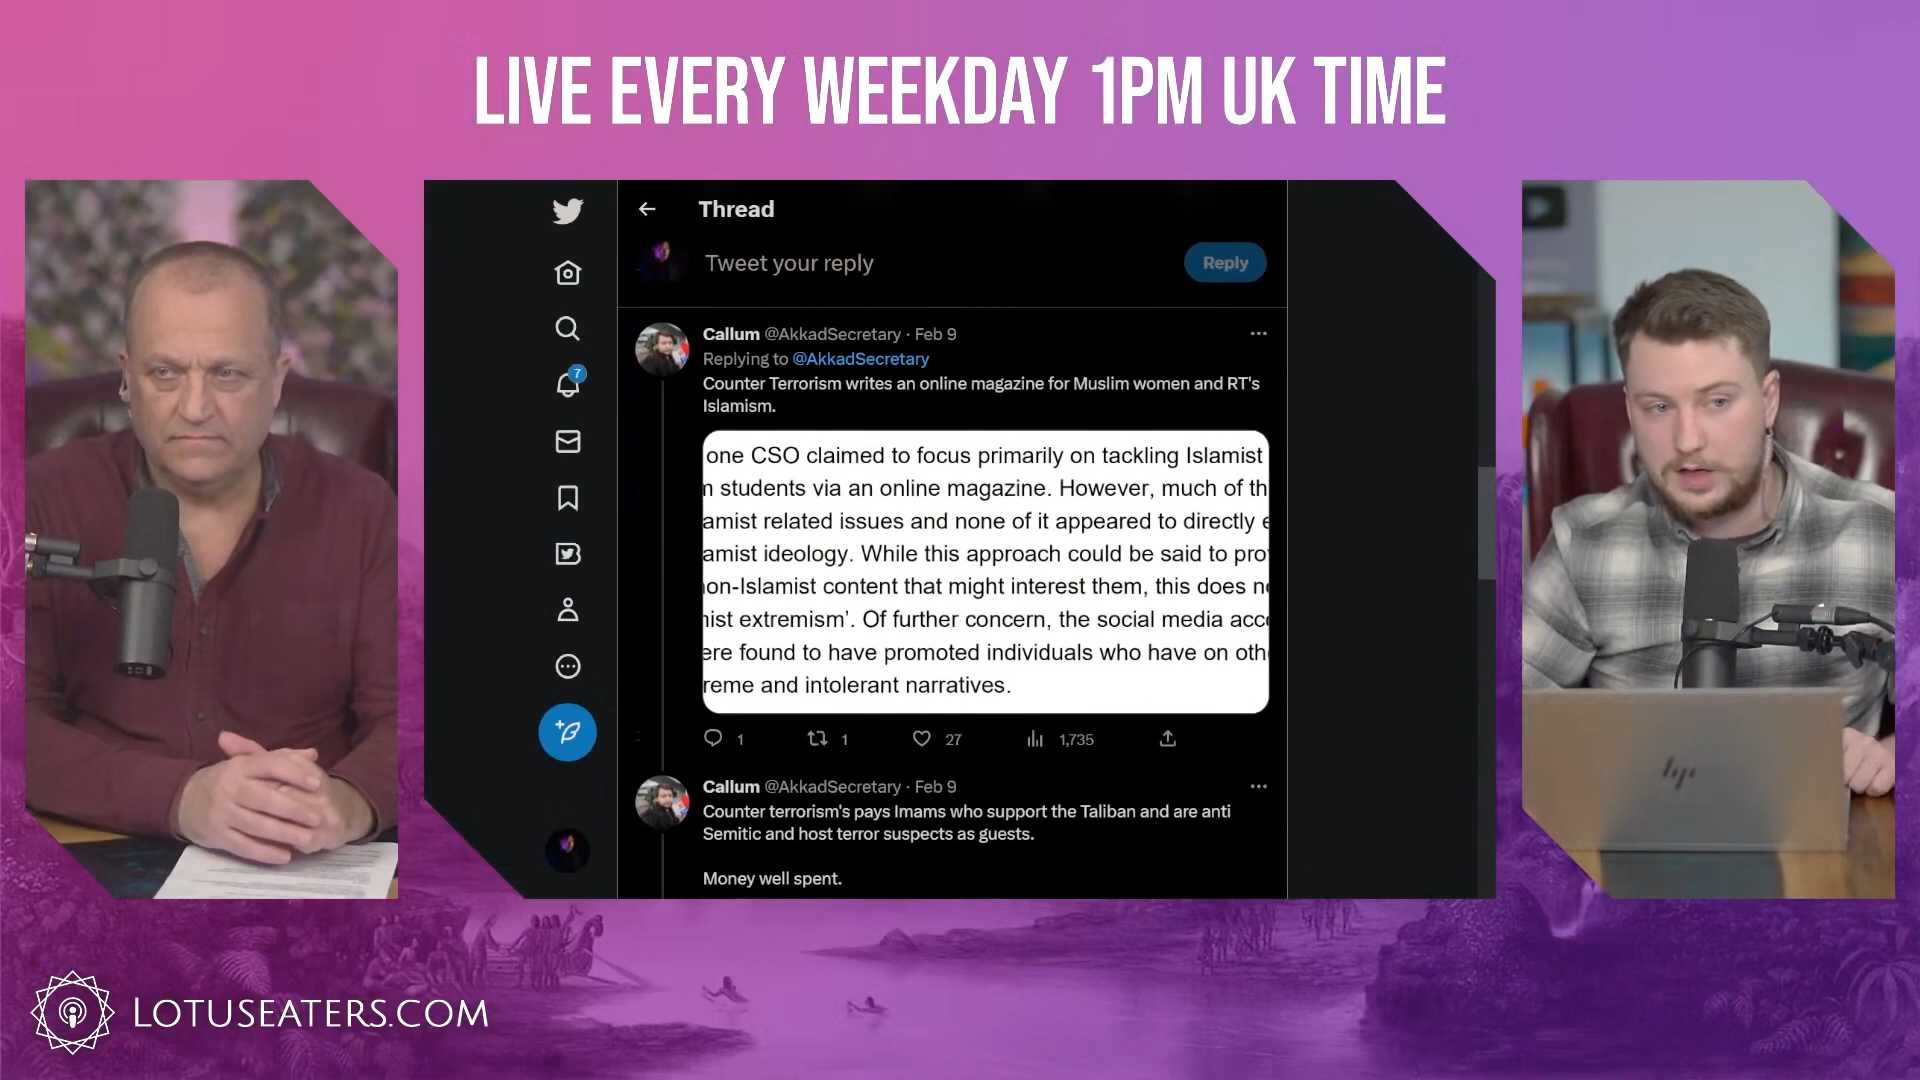 LIVE EVERY WEEKDAY 1PM UK TIME
Thread
Tweet your reply
Reply
7
Callum @AkkadSecretary · Feb 9
Replying to @AkkadSecretary
Counter Terrorism writes an online magazine for Muslim women and RT's
Islamism.
one CSO claimed to focus primarily on tackling Islamist
students via an online magazine. However, much of th
amist related issues and none of it appeared to directly e
amist ideology. While this approach could be said to pro
on-Islamist content that might interest them, this does n
ist extremism'. Of further concern, the social media acc
ere found to have promoted individuals who have on oth
reme and intolerant narratives.
1 1 27 1,735
Callum @AkkadSecretary · Feb 9
Counter terrorism's pays Imams who support the Taliban and are anti
Semitic and host terror suspects as guests.
Money well spent.
hp
LOTUSEATERS.COM